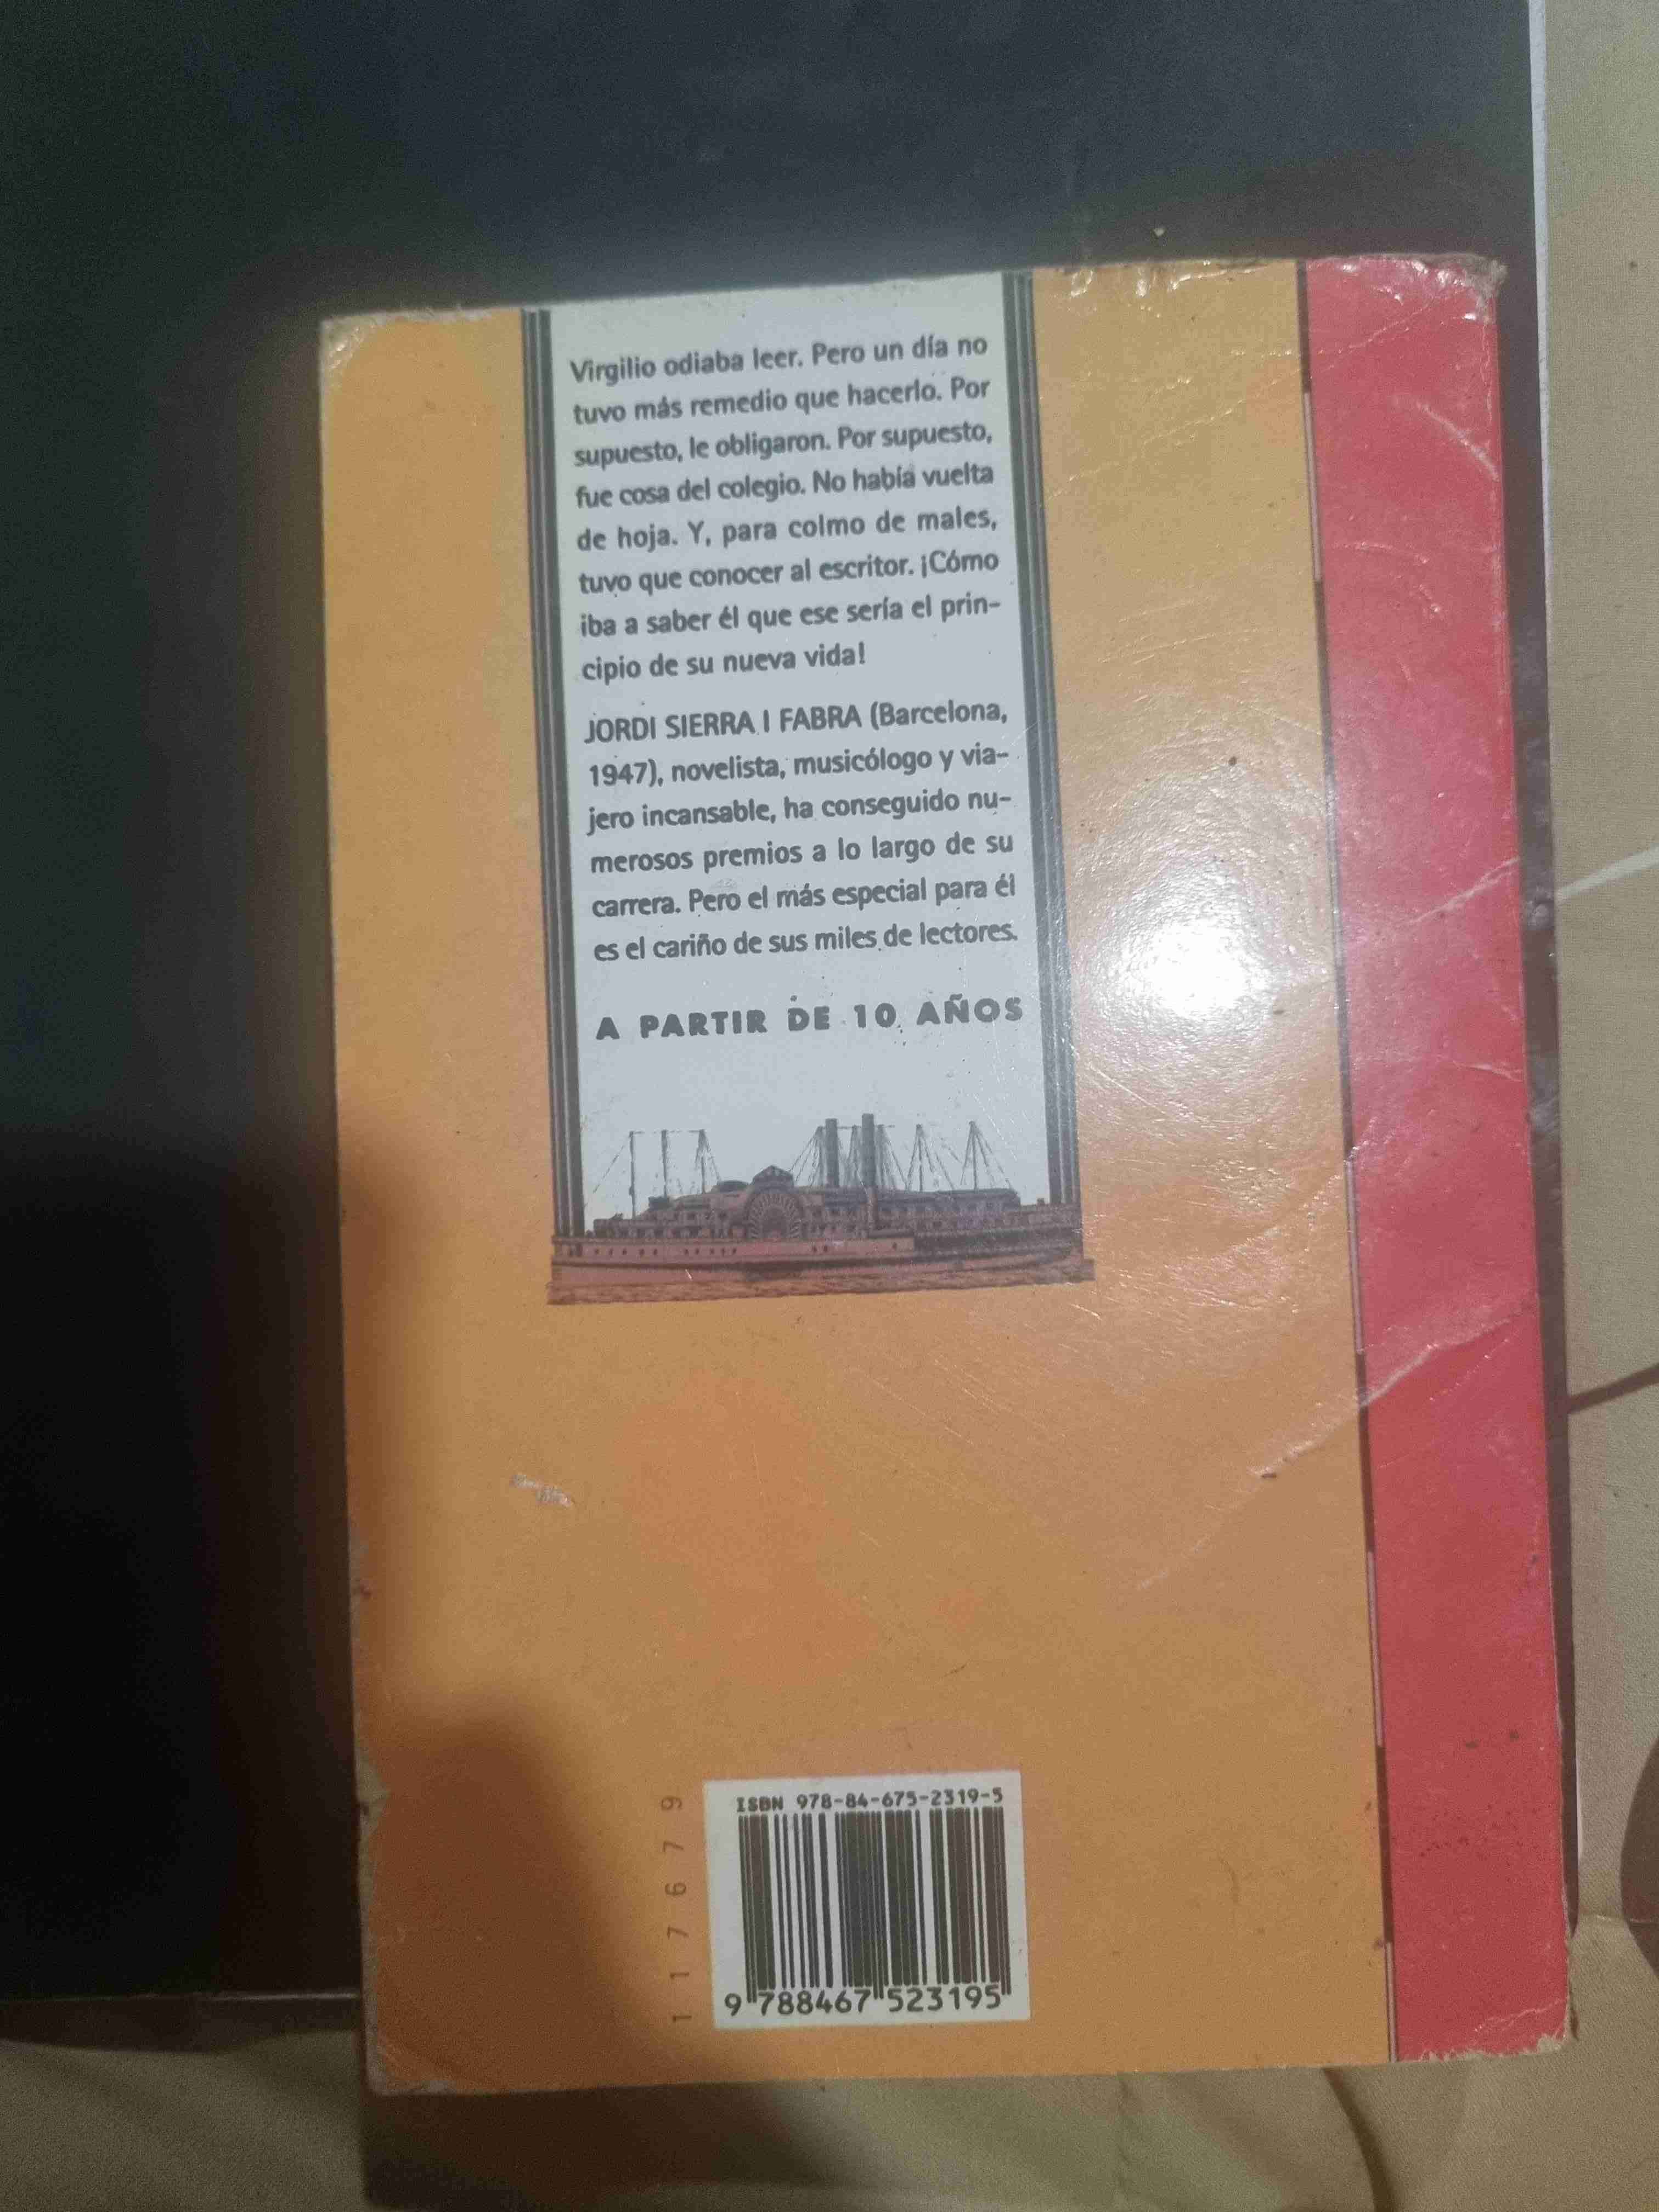 Virgilio odiaba leer. Pero un día no
tuvo más remedio que hacerlo. Por
supuesto, le obligaron. Por supuesto,
fue cosa del colegio. No había vuelta
de hoja. Y, para colmo de males,
tuvo que conocer al escritor. ¡Cómo
iba a saber él que ese sería el prin-
cipio de su nueva vida!
JORDI SIERRA I FABRA (Barcelona,
1947), novelista, musicólogo y via-
jero incansable, ha conseguido nu-
merosos premios a lo largo de su
carrera. Pero el más especial para él
es el cariño de sus miles de lectores.
A PARTIR DE 10 AÑOS
117679
ISBN 978-84-675-2319-5
9 788467 523195